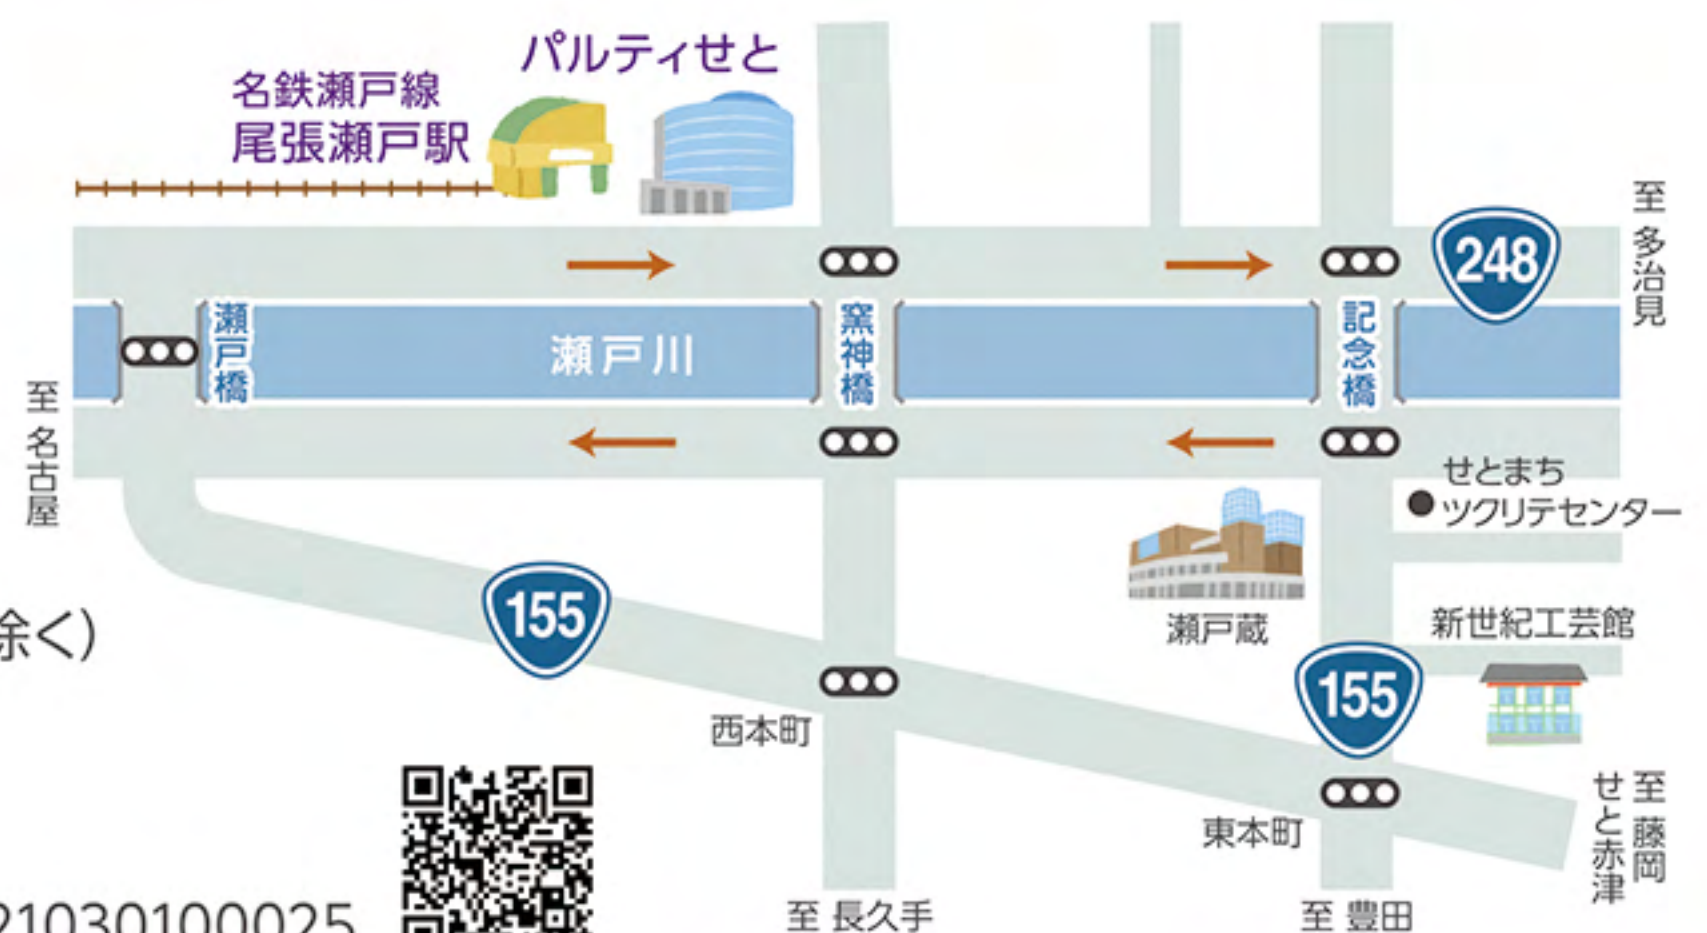 パルティせと
名鉄瀬戸線
尾張瀬戸駅
248
至 多治見
瀬戸橋
瀬戸川
窯神橋
記念橋
至 名古屋
せとまち
ツクリテセンター
155
瀬戸蔵
新世紀工芸館
除く)
155
西本町
東本町
至 藤岡
せと赤津
21030100025
至 長久手
至 豊田